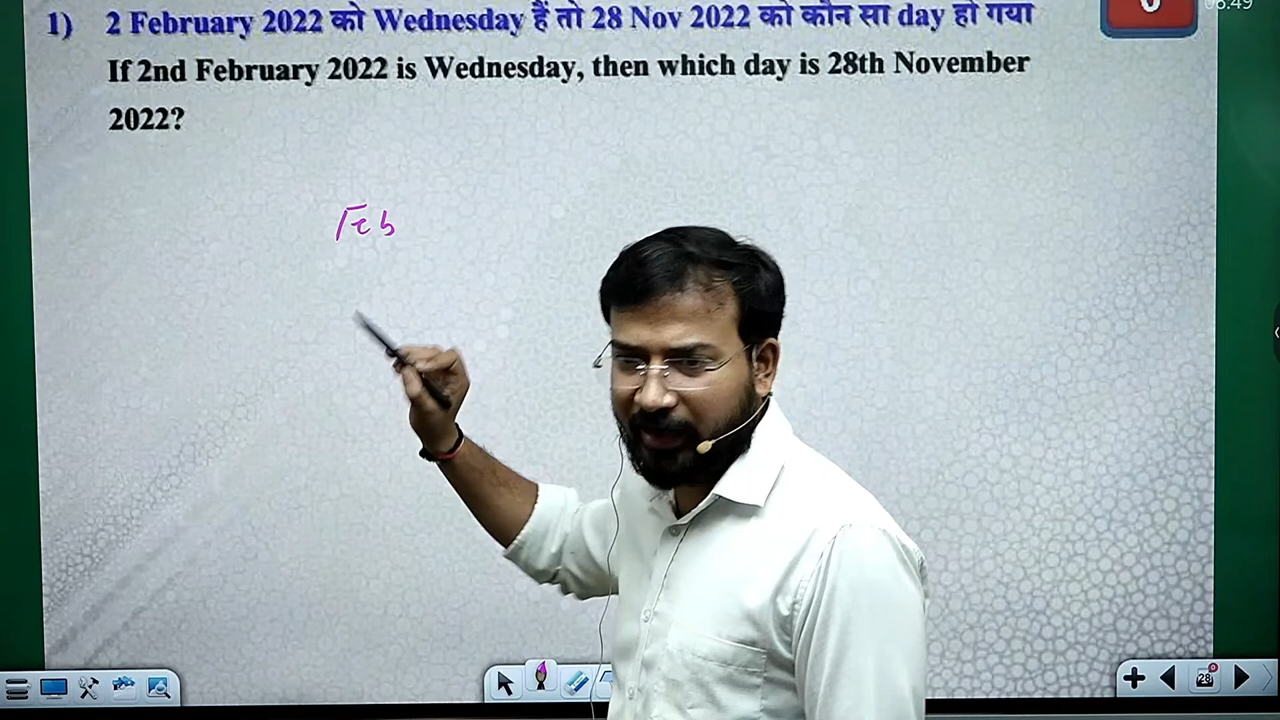 1) 2 February 2022 को Wednesday हैं तो 28 Nov 2022 को कौन सा day हो गया
If 2nd February 2022 is Wednesday, then which day is 28th November
2022?
Feb
28